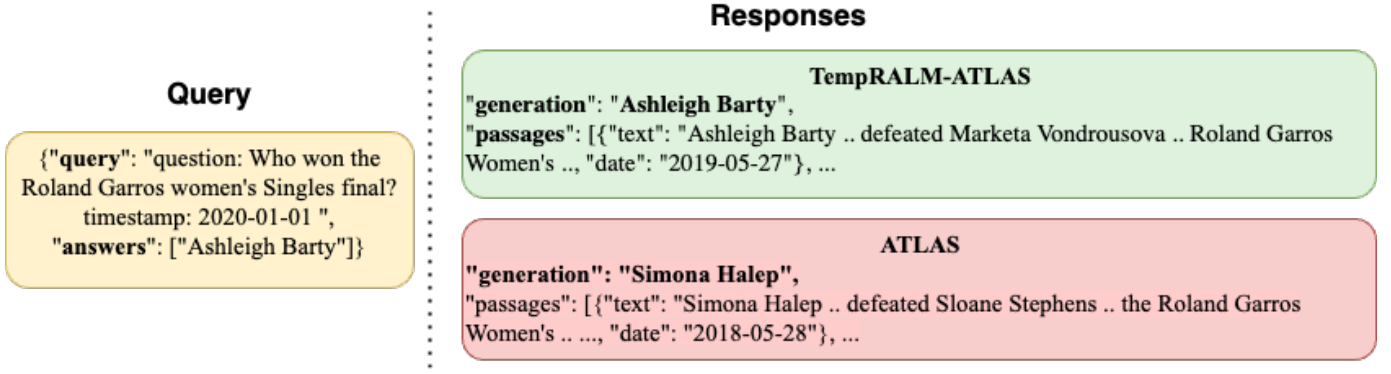 Query
{"query": "question: Who won the
Roland Garros women's Singles final?
timestamp: 2020-01-01 ",
"answers": ["Ashleigh Barty"]}
Responses
TempRALM-ATLAS
"generation": "Ashleigh Barty",
"passages": [{"text": "Ashleigh Barty .. defeated Marketa Vondrousova .. Roland Garros
Women's .., "date": "2019-05-27"}, ...
ATLAS
"generation": "Simona Halep",
"passages": [{"text": "Simona Halep .. defeated Sloane Stephens .. the Roland Garros
Women's .. ..., "date": "2018-05-28"}, ...